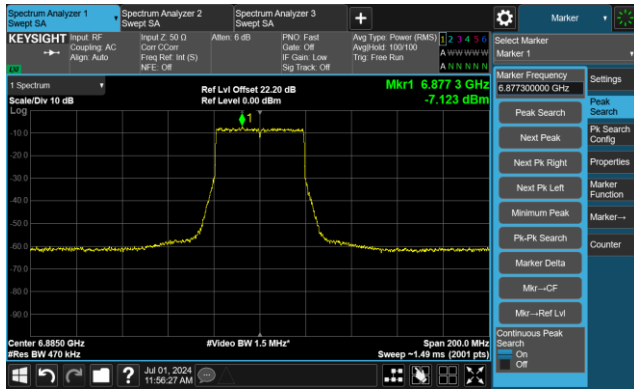 Spectrum Analyzer 1
Swept SA
Spectrum Analyzer 2
Swept SA
Spectrum Analyzer 3
Swept SA
+
Marker
KEYSIGHT
Input: RF
Coupling: AC
Align: Auto
Input Z: 50 Ω
Corr CCorr
Freq Ref: Int (S)
NFE: Off
Atten: 6 dB
PNO: Fast
Gate: Off
IF Gain: Low
Sig Track: Off
Avg Type: Power (RMS)
Avg|Hold: 100/100
Trig: Free Run
1 2 3 4 5 6
A W W W W W
A N N N N N
Select Marker
Marker 1
1 Spectrum
Scale/Div 10 dB
Log
Ref Lvl Offset 22.20 dB
Ref Level 0.00 dBm
Mkr1 6.877 3 GHz
-7.123 dBm
1
-10.0
-20.0
-30.0
-40.0
-50.0
-60.0
-70.0
-80.0
-90.0
Center 6.8850 GHz
#Res BW 470 kHz
#Video BW 1.5 MHz*
Span 200.0 MHz
Sweep ~1.49 ms (2001 pts)
Marker Frequency
6.877300000 GHz
Peak Search
Next Peak
Next Pk Right
Next Pk Left
Minimum Peak
Pk-Pk Search
Marker Delta
Mkr→CF
Mkr→Ref Lvl
Continuous Peak
Search
On
Off
Settings
Peak
Search
Pk Search
Config
Properties
Marker
Function
Marker→
Counter
?
Jul 01, 2024
11:56:27 AM